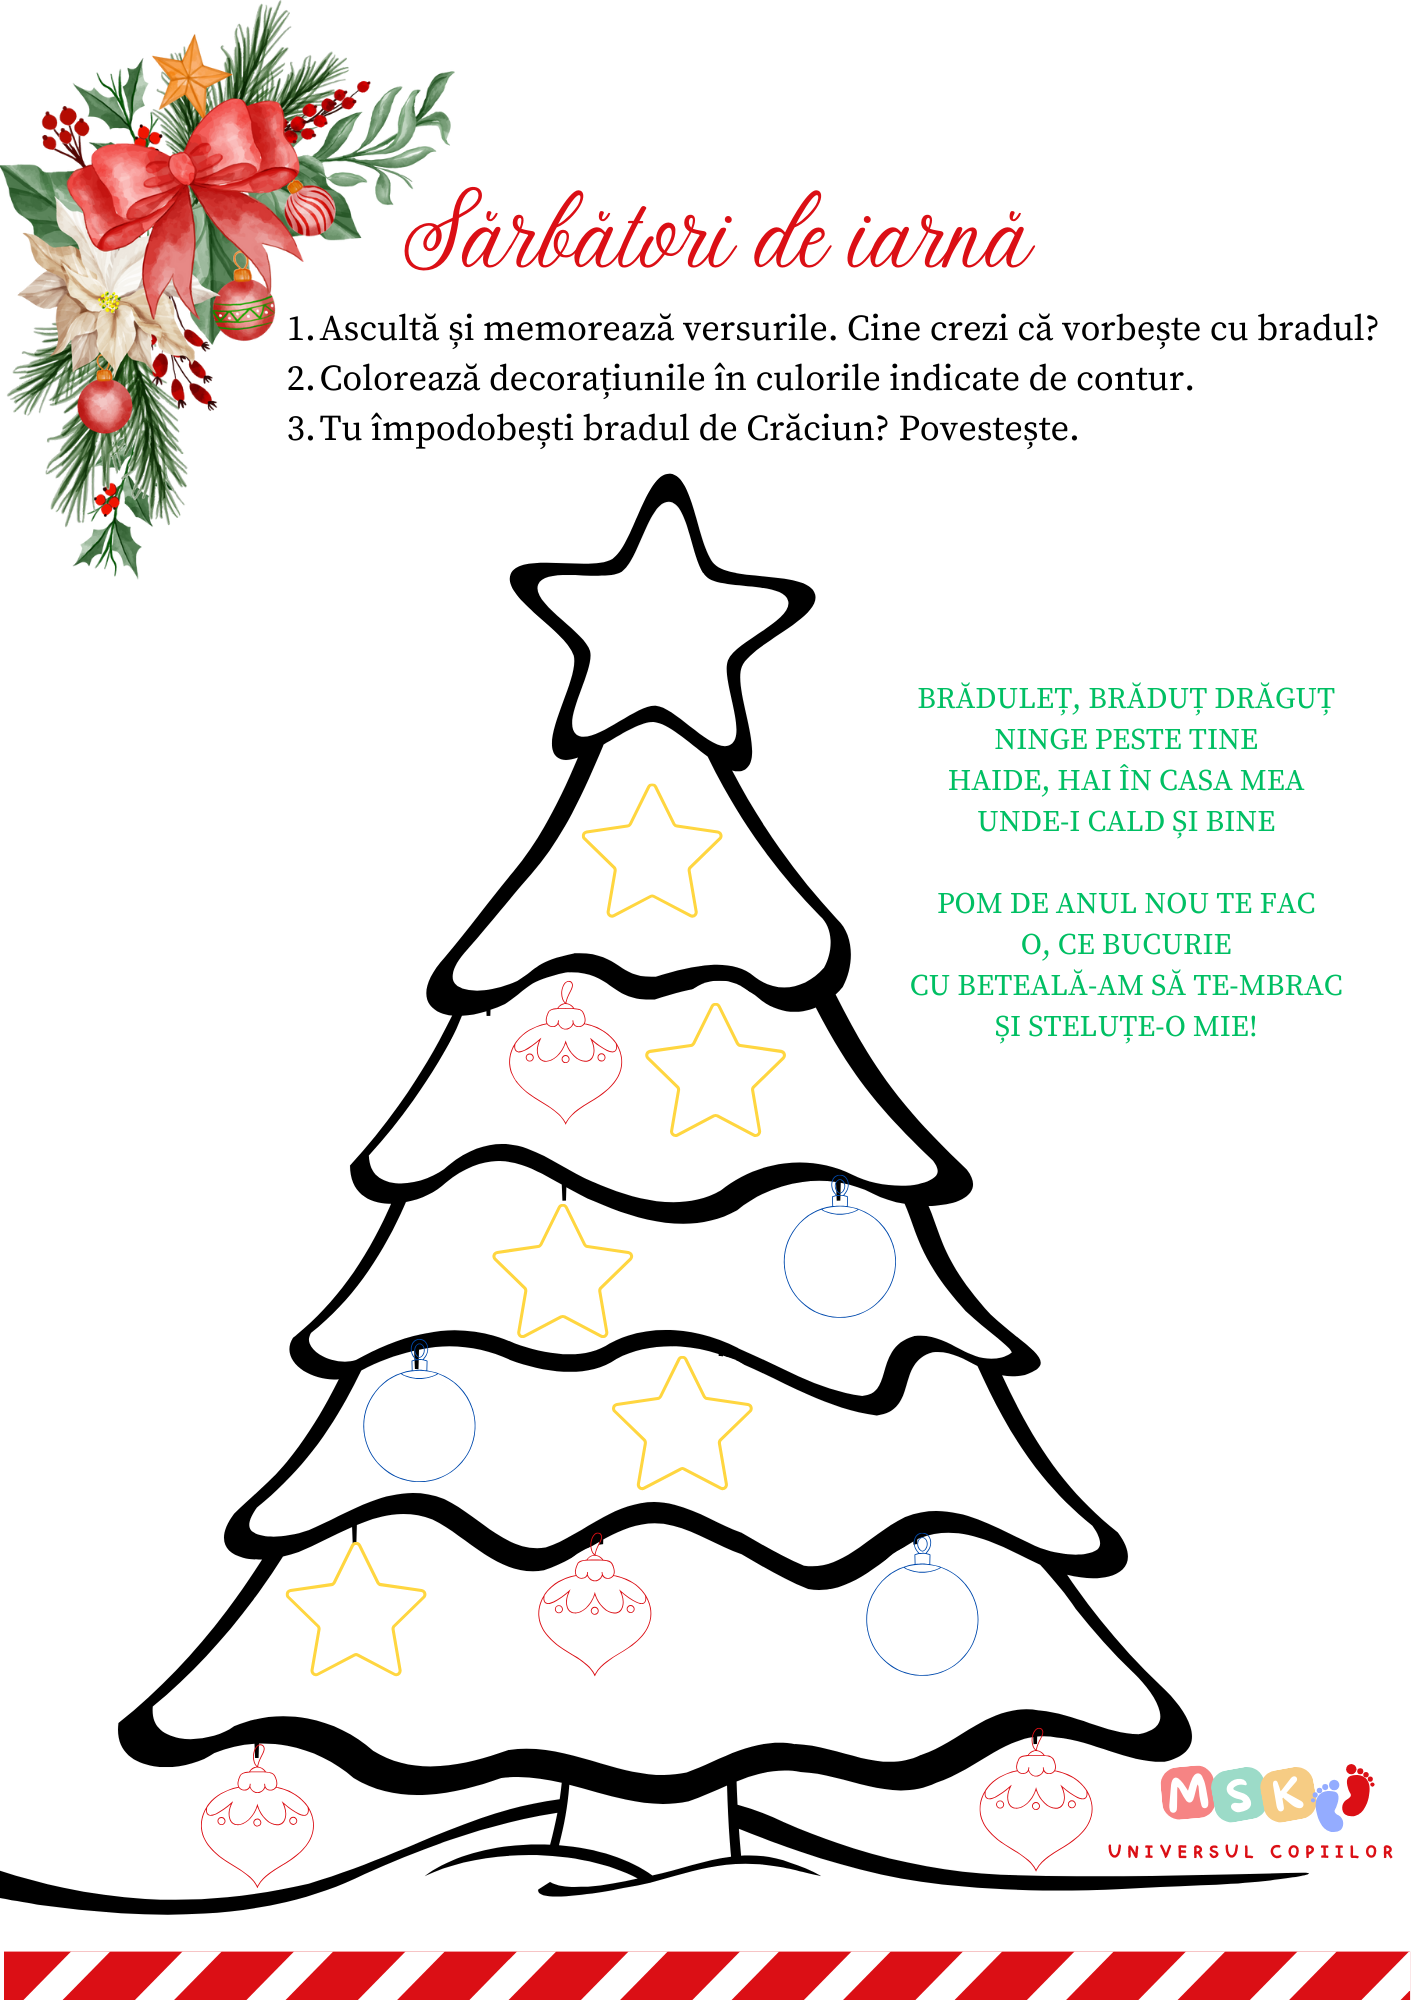 Sărbători de iarnă
1. Ascultă și memorează versurile. Cine crezi că vorbește cu bradul?
2. Colorează decorațiunile în culorile indicate de contur.
3. Tu împodobești bradul de Crăciun? Povestește.
BRĂDULEȚ, BRĂDUȚ DRĂGUȚ
NINGE PESTE TINE
HAIDE, HAI ÎN CASA MEA
UNDE-I CALD ȘI BINE
POM DE ANUL NOU TE FAC
O, CE BUCURIE
CU BETEALĂ-AM SĂ TE-MBRAC
ȘI STELUȚE-O MIE!
MSK
UNIVERSUL COPIILOR